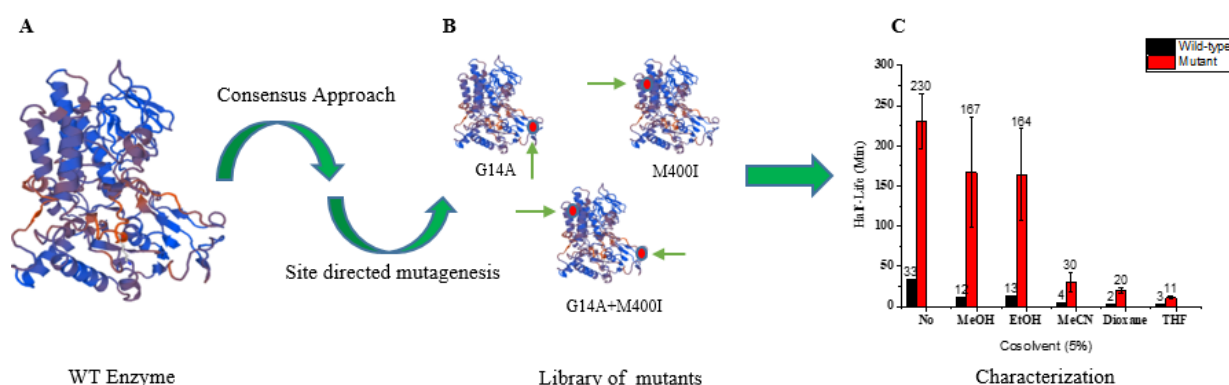 A
B
C
Consensus Approach
Site directed mutagenesis
WT Enzyme
G14A
M400I
G14A+M400I
Library of mutants
Wild-type
Mutant
300
250
200
150
100
50
0
Half-Life (Min)
230
167
164
30
20
11
33
12
13
4
2
3
No MeOH EtOH MeCN Dioxane THF
Cosolvent (5%)
Characterization